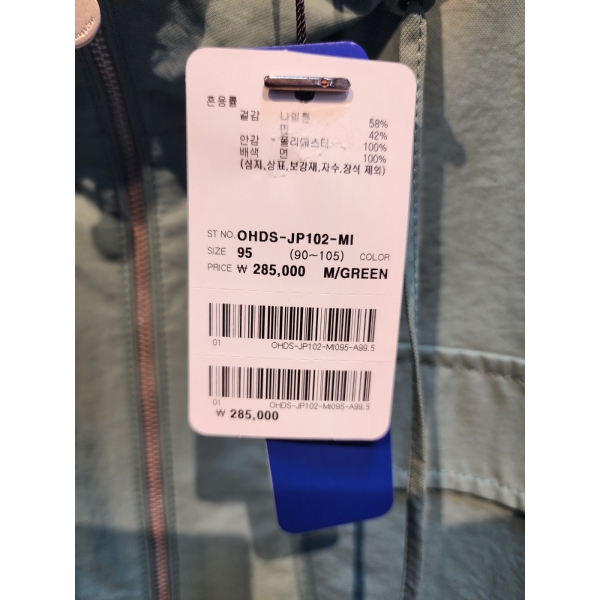 혼용률
겉감 나일론 58%
면 42%
안감 폴리에스터 100%
배색 면 100%
(심지,상표,보강재,자수,장식 제외)
ST NO. OHDS-JP102-MI
SIZE 95 (90~105) COLOR
PRICE ₩ 285,000 M/GREEN
01 OHDS-JP102-MI095-A99.5
01 OHDS-JP102-MI095-A99.5
₩ 285,000